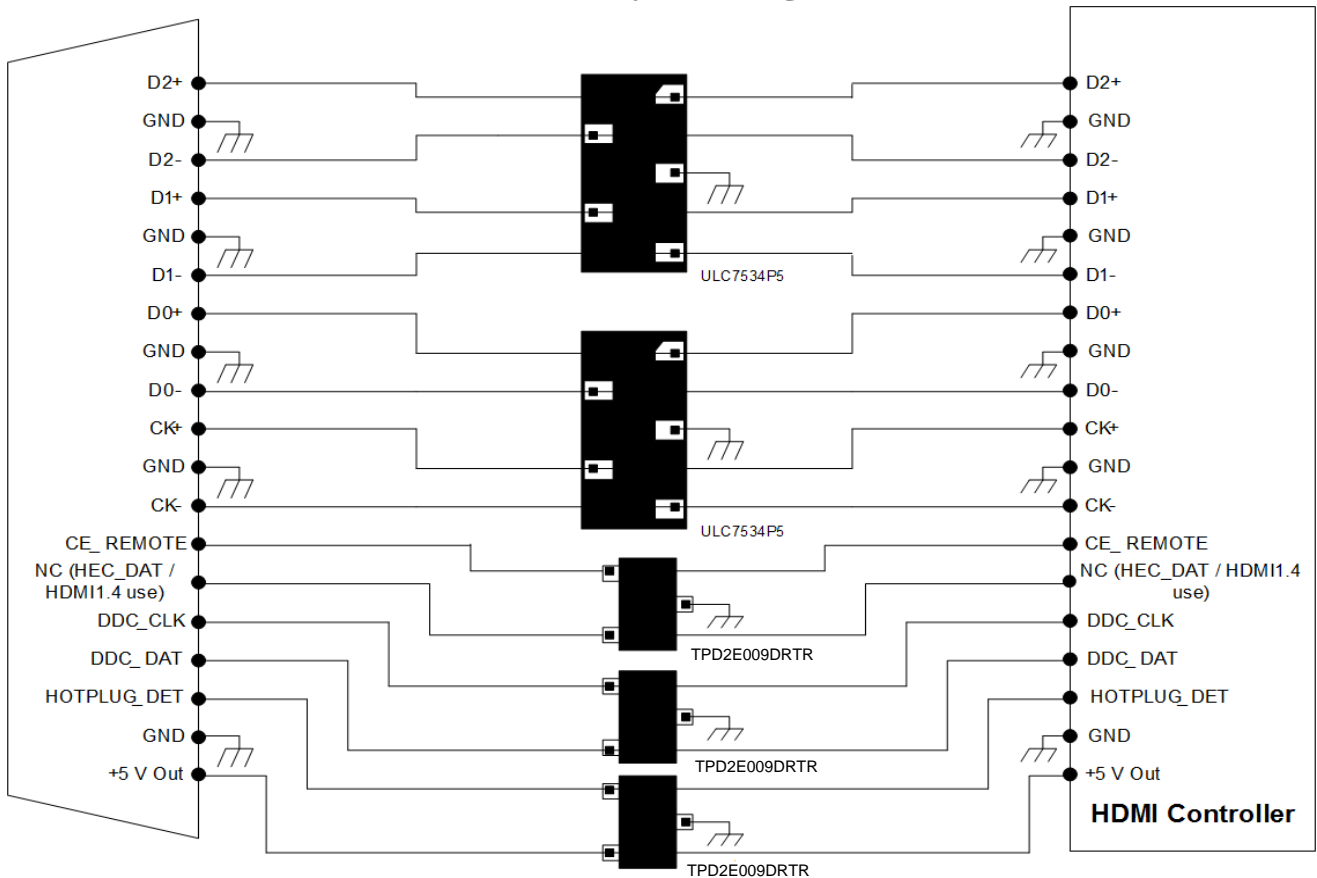 D2+
GND
D2-
D1+
GND
D1-
D0+
GND
D0-
CK+
GND
CK-
CE_ REMOTE
NC (HEC_DAT /
HDMI1.4 use)
DDC_CLK
DDC_ DAT
HOTPLUG_DET
GND
+5 V Out
ULC7534P5
ULC7534P5
TPD2E009DRTR
TPD2E009DRTR
TPD2E009DRTR
D2+
GND
D2-
D1+
GND
D1-
D0+
GND
D0-
CK+
GND
CK-
CE_ REMOTE
NC (HEC_DAT / HDMI1.4
use)
DDC_CLK
DDC_ DAT
HOTPLUG_DET
GND
+5 V Out
HDMI Controller